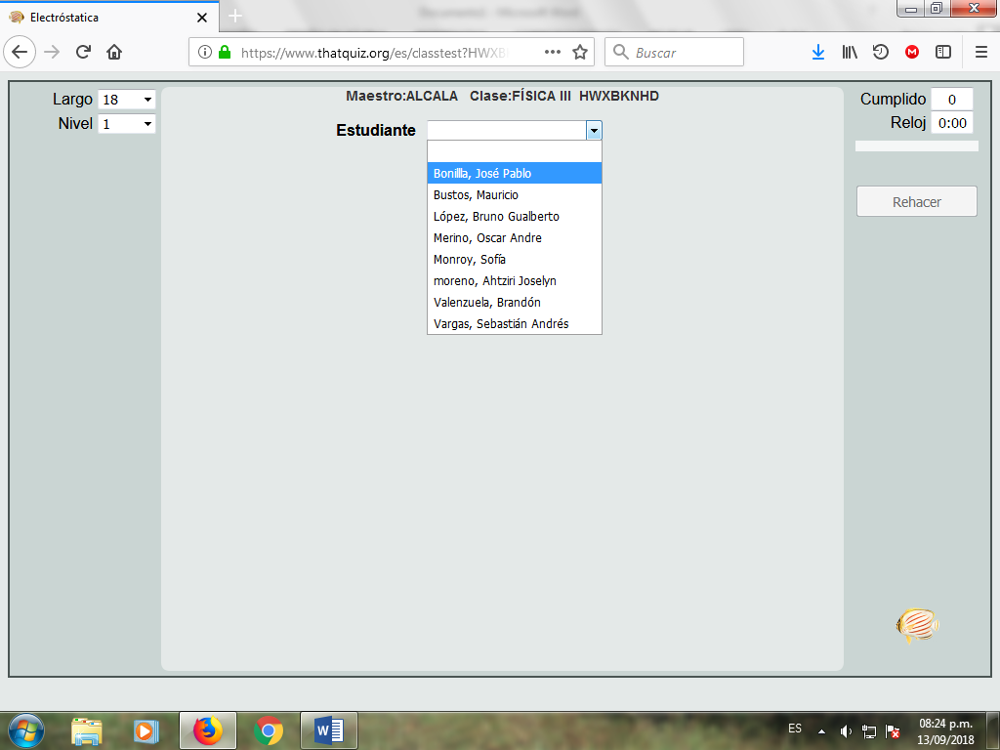 Electróstatica
https://www.thatquiz.org/es/classtest?HWXB
Buscar
Largo 18
Nivel 1
Maestro:ALCALA Clase:FÍSICA III HWXBKNHD
Estudiante
Bonillla, José Pablo
Bustos, Mauricio
López, Bruno Gualberto
Merino, Oscar Andre
Monroy, Sofía
moreno, Ahtziri Joselyn
Valenzuela, Brandón
Vargas, Sebastián Andrés
Cumplido 0
Reloj 0:00
Rehacer
ES
08:24 p.m.
13/09/2018